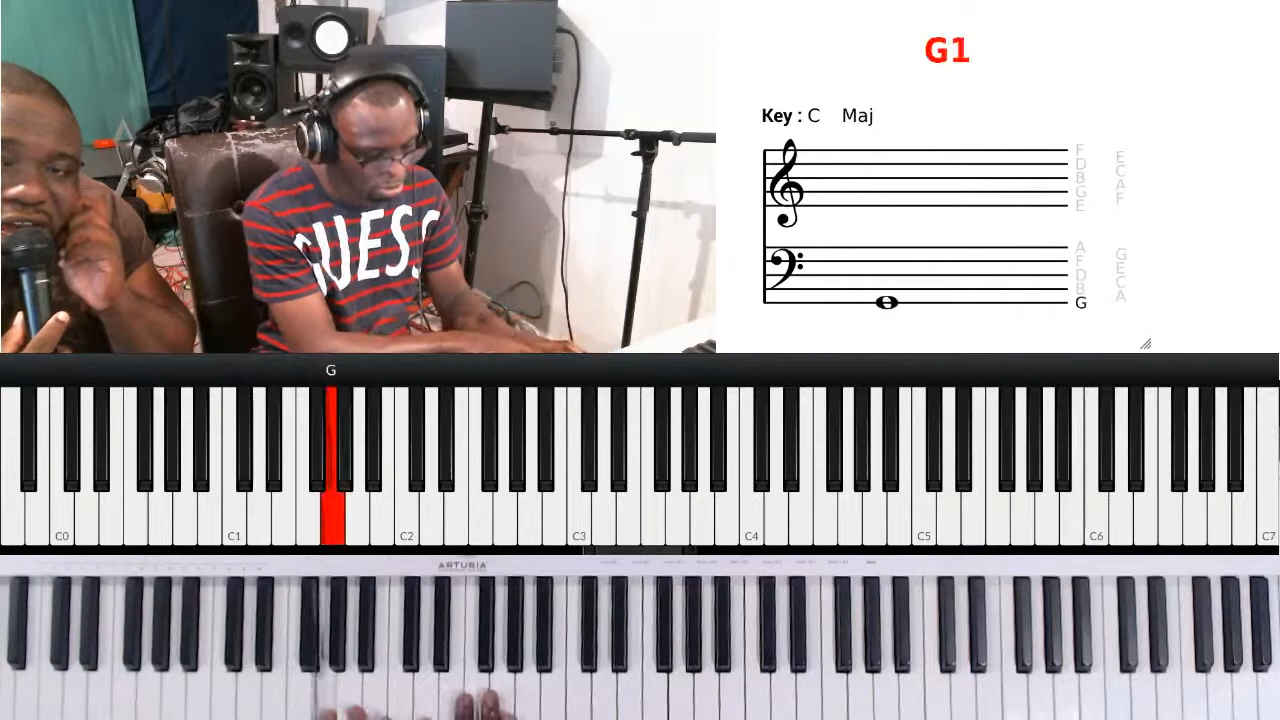 G1
Key : C Maj
GUESS
F
D
B
G
E
E
C
A
F
A
F
D
B
G
G
E
C
A
G
C0 C1 C2 C3 C4 C5 C6 C7
ARTURIA